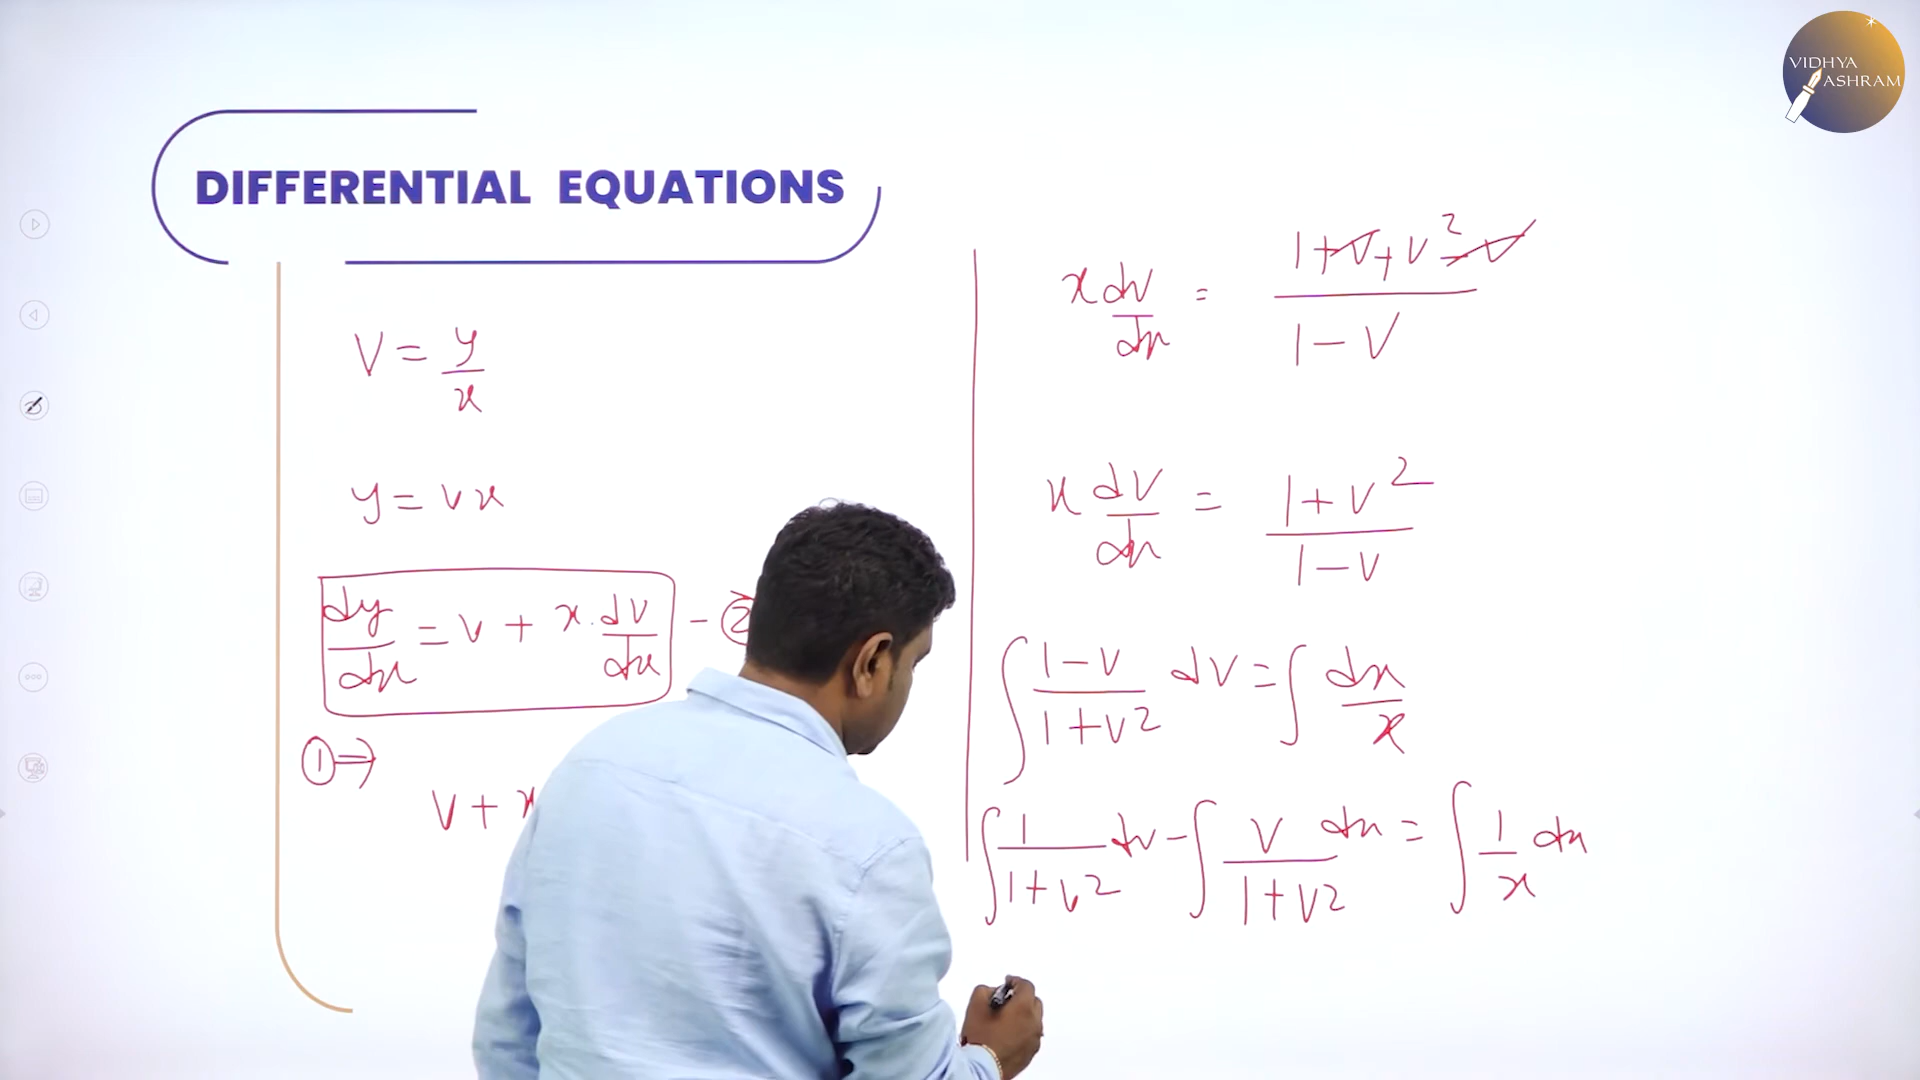 VIDHYA
ASHRAM
DIFFERENTIAL EQUATIONS
V = y/x
y = vx
dy/dx = v + x. dv/dx - ②
① ⇒
V + x
x dv/dx = 1+v+v²-v / 1-V
x dv/dx = 1+v² / 1-v
∫ 1-v / 1+v² dv = ∫ dx/x
∫ 1 / 1+v² dv - ∫ v / 1+v² dx = ∫ 1/x dx